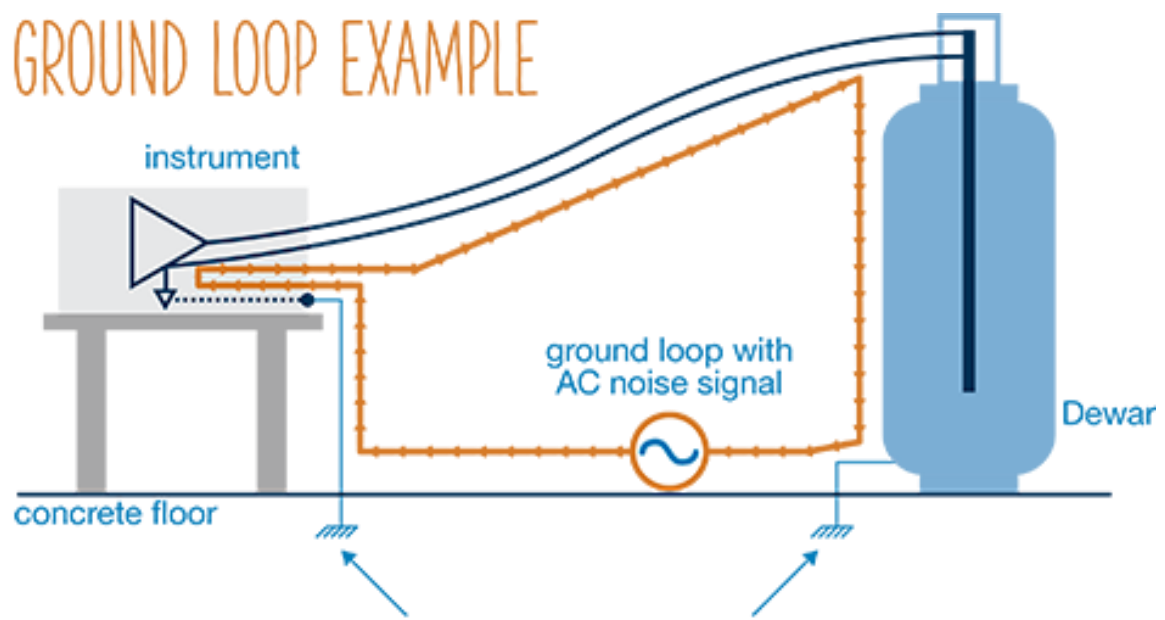 GROUND LOOP EXAMPLE
instrument
ground loop with
AC noise signal
Dewar
concrete floor